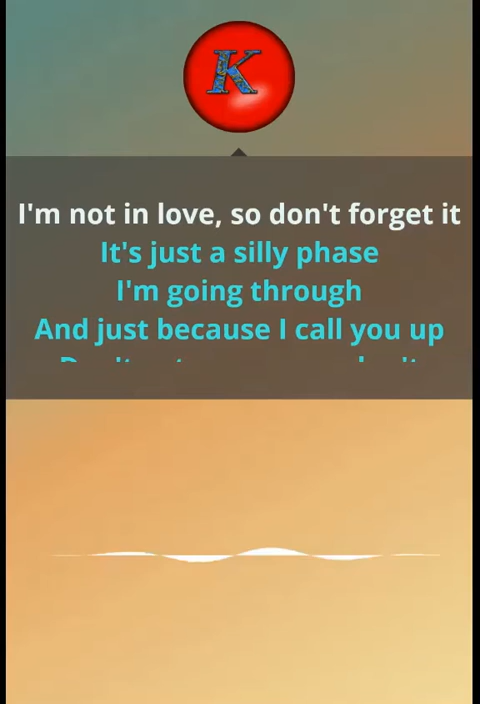 K
I'm not in love, so don't forget it
It's just a silly phase
I'm going through
And just because I call you up